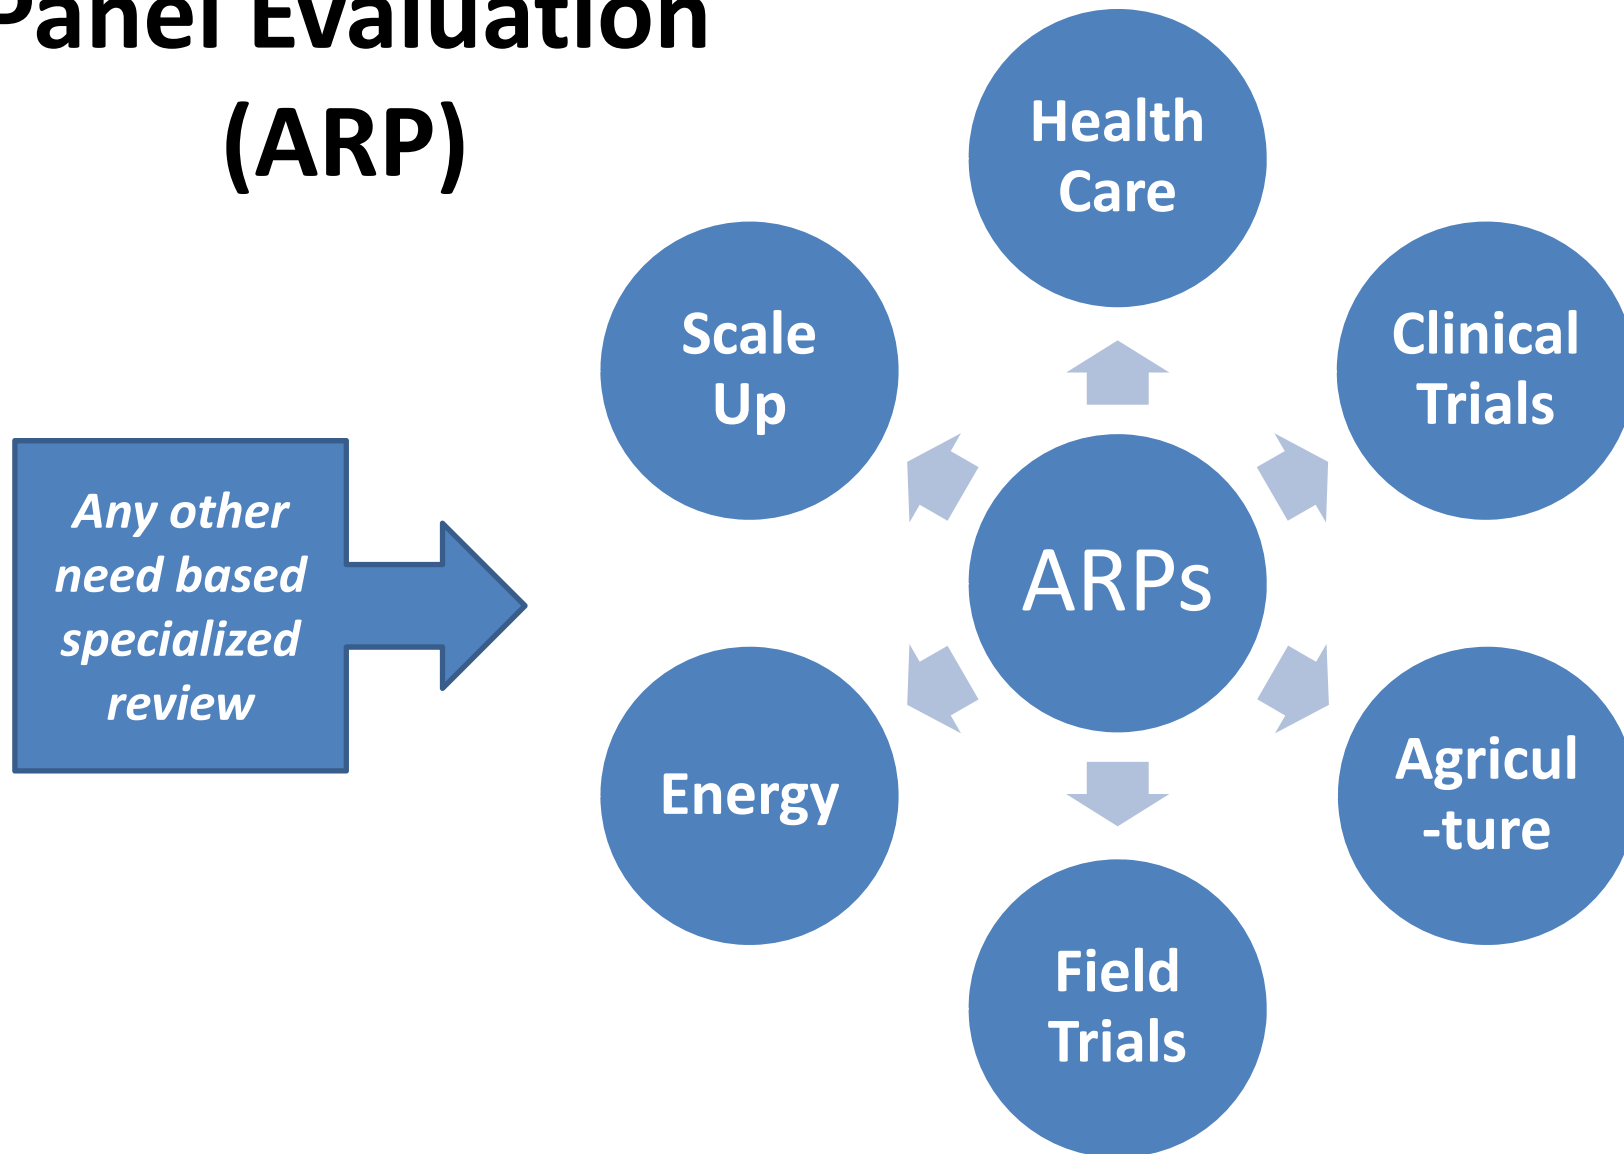 Panel Evaluation
(ARP)
Health
Care
Scale
Up
Clinical
Trials
Any other
need based
specialized
review
ARPs
Energy
Agricul
-ture
Field
Trials